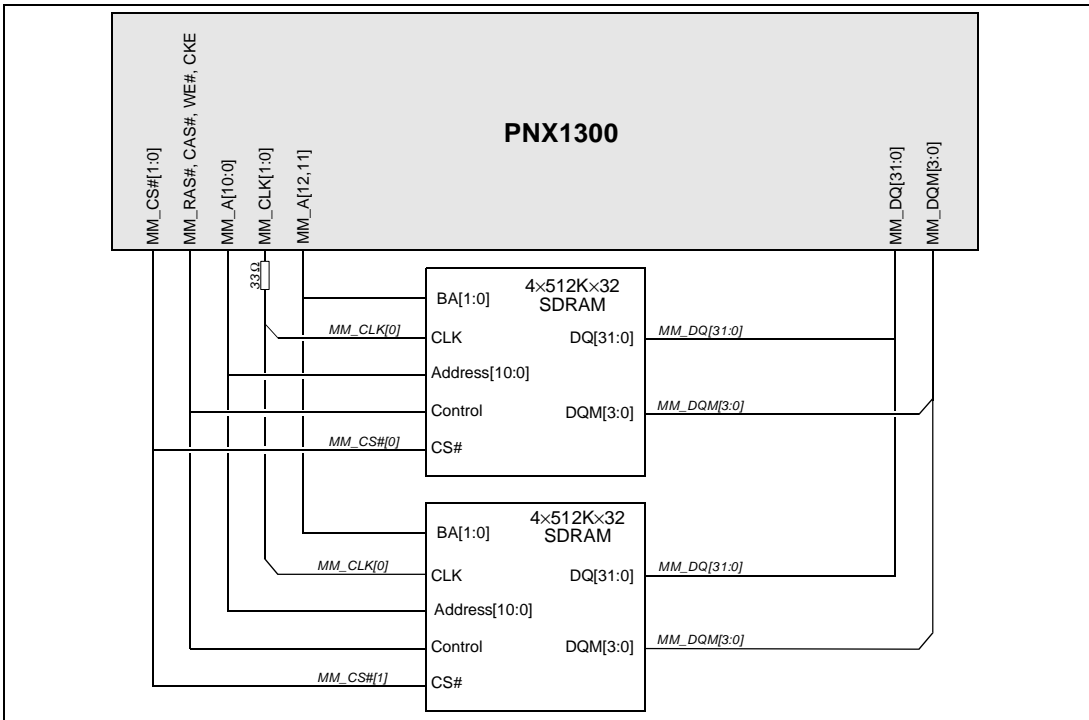 PNX1300
MM_CS#[1:0]
MM_RAS#, CAS#, WE#, CKE
MM_A[10:0]
MM_CLK[1:0]
MM_A[12,11]
MM_DQ[31:0]
MM_DQM[3:0]
33Ω
4×512K×32
SDRAM
BA[1:0]
MM_CLK[0]
CLK
DQ[31:0]
MM_DQ[31:0]
Address[10:0]
Control
DQM[3:0]
MM_DQM[3:0]
MM_CS#[0]
CS#
4×512K×32
SDRAM
BA[1:0]
MM_CLK[0]
CLK
DQ[31:0]
MM_DQ[31:0]
Address[10:0]
Control
DQM[3:0]
MM_DQM[3:0]
MM_CS#[1]
CS#